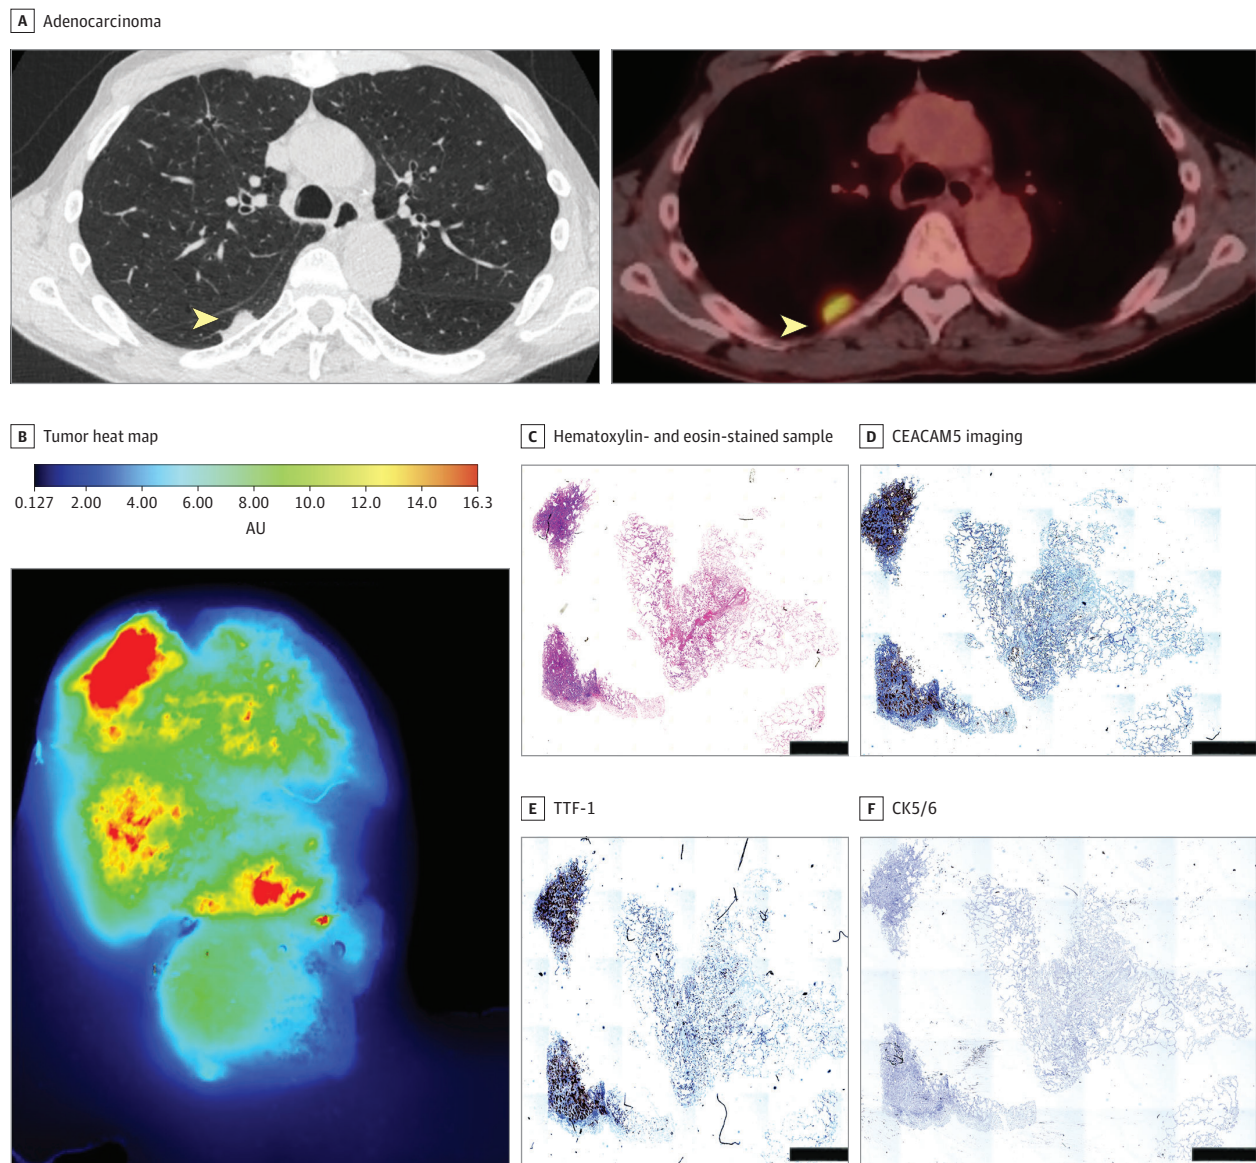 A Adenocarcinoma
B Tumor heat map
0.127 2.00 4.00 6.00 8.00 10.0 12.0 14.0 16.3
AU
C Hematoxylin- and eosin-stained sample
D CEACAM5 imaging
E TTF-1
F CK5/6